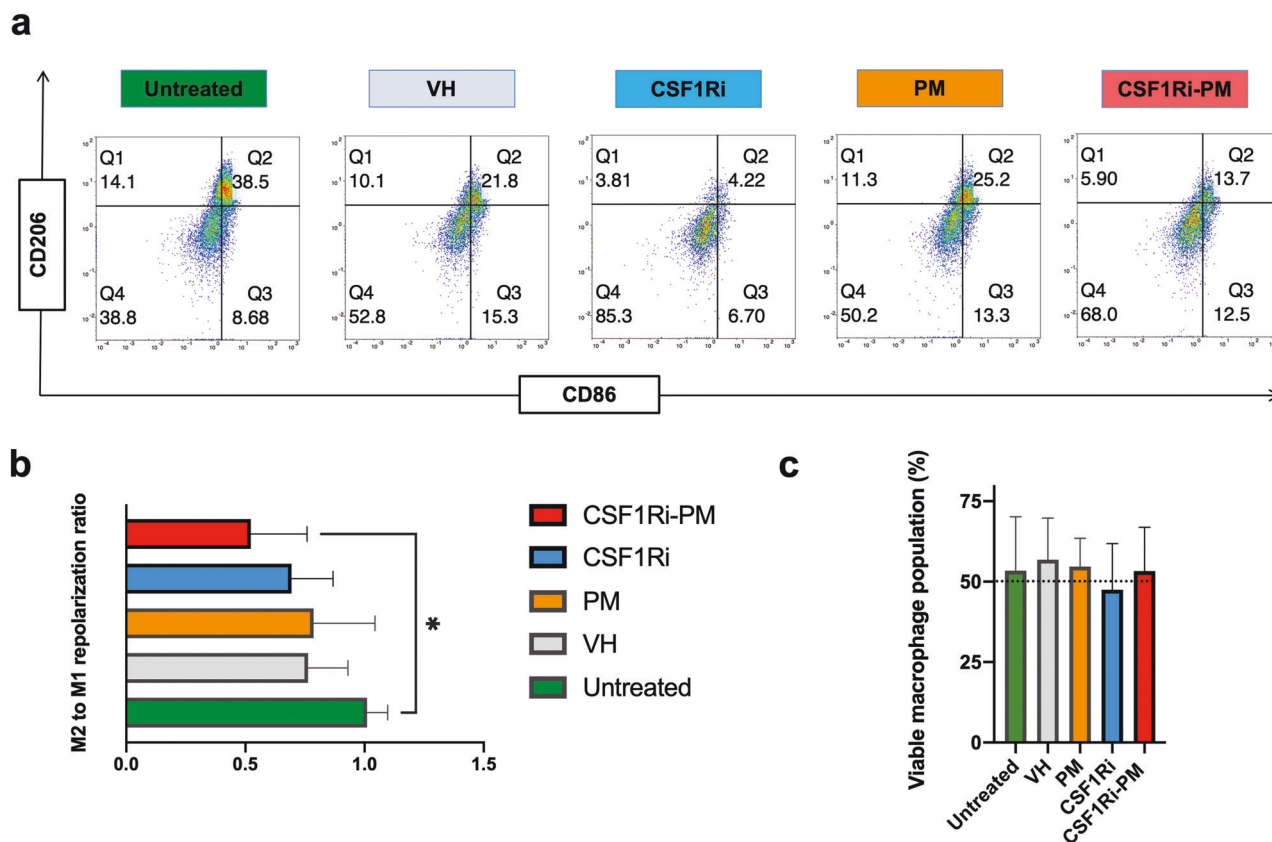 a
Untreated
VH
CSF1Ri
PM
CSF1Ri-PM
CD206
Q1
14.1
Q2
38.5
Q4
38.8
Q3
8.68
Q1
10.1
Q2
21.8
Q4
52.8
Q3
15.3
Q1
3.81
Q2
4.22
Q4
85.3
Q3
6.70
Q1
11.3
Q2
25.2
Q4
50.2
Q3
13.3
Q1
5.90
Q2
13.7
Q4
68.0
Q3
12.5
CD86
b
M2 to M1 repolarization ratio
0.0 0.5 1.0 1.5
*
CSF1Ri-PM
CSF1Ri
PM
VH
Untreated
c
Viable macrophage population (%)
75
50
25
0
Untreated
VH
PM
CSF1Ri
CSF1Ri-PM